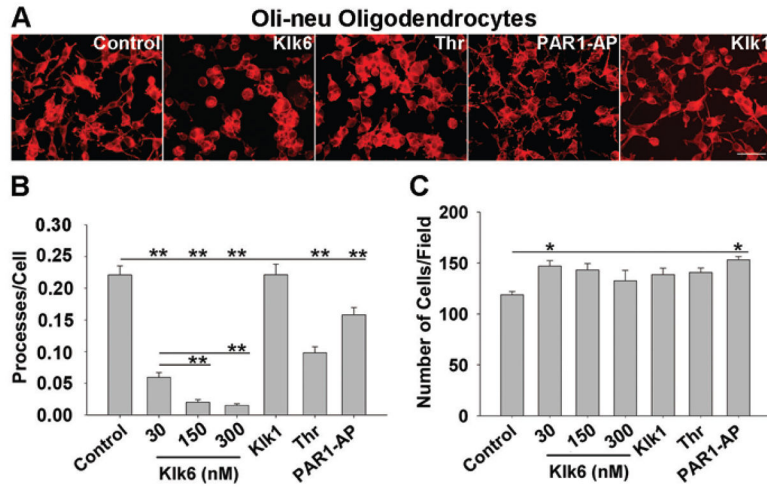 A
Oli-neu Oligodendrocytes
Control
Klk6
Thr
PAR1-AP
Klk1
B
Processes/Cell
0.30
0.25
0.20
0.15
0.10
0.05
0.00
** ** ** ** **
**
**
Control
30
150
300
Klk1
Thr
PAR1-AP
Klk6 (nM)
C
Number of Cells/Field
200
150
100
50
0
* *
Control
30
150
300
Klk1
Thr
PAR1-AP
Klk6 (nM)